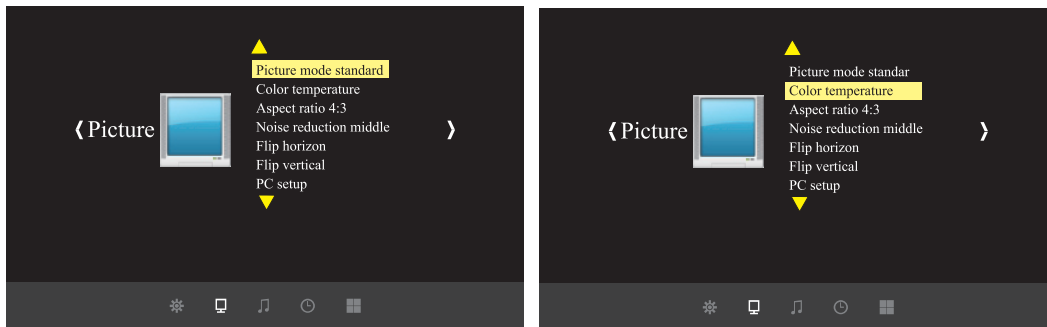 Picture mode standard
Color temperature
Aspect ratio 4:3
Picture
Noise reduction middle
Flip horizon
Flip vertical
PC setup
Picture mode standar
Color temperature
Aspect ratio 4:3
Picture
Noise reduction middle
Flip horizon
Flip vertical
PC setup